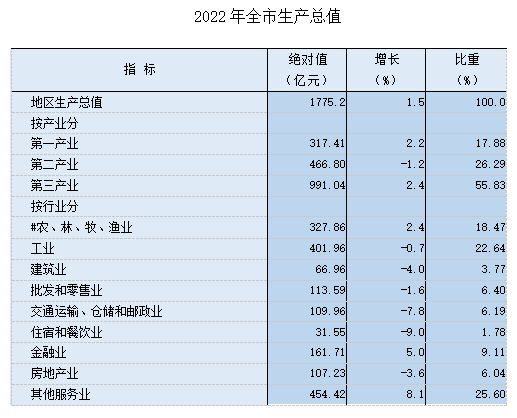 2022年全市生产总值
指 标 绝对值（亿元） 增长（%） 比重（%）
地区生产总值 1775.2 1.5 100.0
按产业分
第一产业 317.41 2.2 17.88
第二产业 466.80 -1.2 26.29
第三产业 991.04 2.4 55.83
按行业分
#农、林、牧、渔业 327.86 2.4 18.47
工业 401.96 -0.7 22.64
建筑业 66.96 -4.0 3.77
批发和零售业 113.59 -1.6 6.40
交通运输、仓储和邮政业 109.96 -7.8 6.19
住宿和餐饮业 31.55 -9.0 1.78
金融业 161.71 5.0 9.11
房地产业 107.23 -3.6 6.04
其他服务业 454.42 8.1 25.60